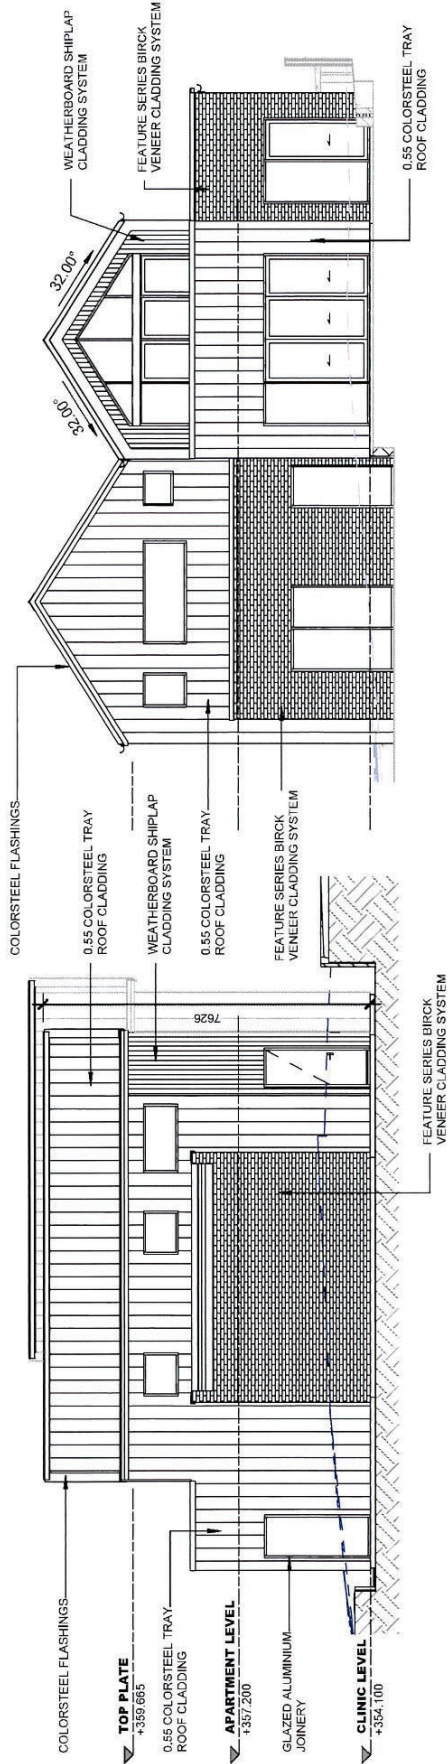 COLORSTEEL FLASHINGS
TOP PLATE
+359.665
0.55 COLORSTEEL TRAY
ROOF CLADDING
APARTMENT LEVEL
+357.200
GLAZED ALUMINIUM
JOINERY
CLINIC LEVEL
+354.100
7626
COLORSTEEL FLASHINGS
0.55 COLORSTEEL TRAY
ROOF CLADDING
WEATHERBOARD SHIPLAP
CLADDING SYSTEM
0.55 COLORSTEEL TRAY
ROOF CLADDING
FEATURE SERIES BIRCK
VENEER CLADDING SYSTEM
FEATURE SERIES BIRCK
VENEER CLADDING SYSTEM
32.00°
32.00°
WEATHERBOARD SHIPLAP
CLADDING SYSTEM
FEATURE SERIES BIRCK
VENEER CLADDING SYSTEM
0.55 COLORSTEEL TRAY
ROOF CLADDING